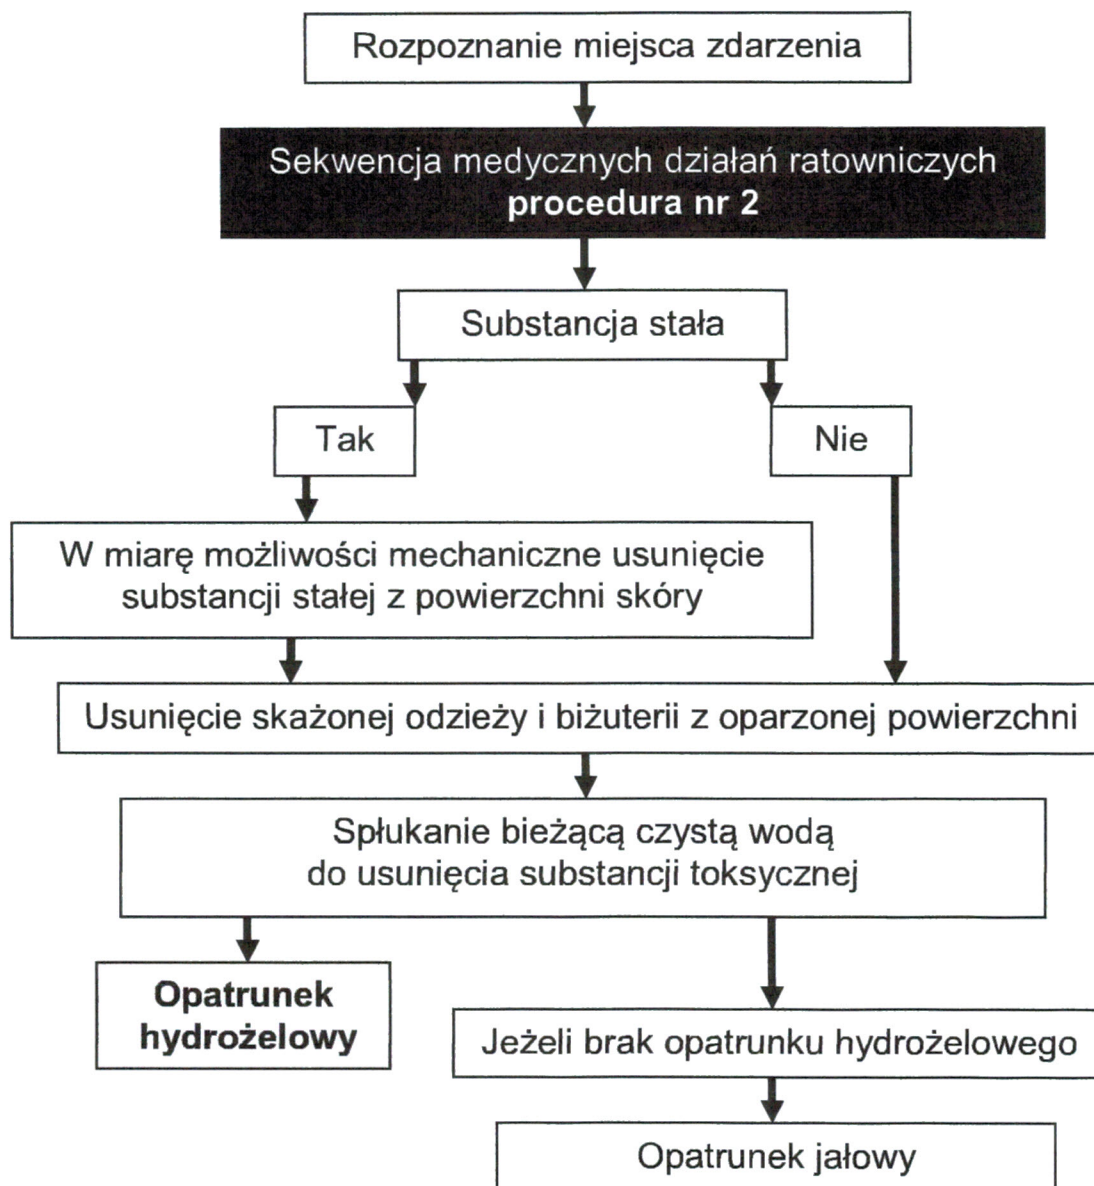 Rozpoznanie miejsca zdarzenia
Sekwencja medycznych działań ratowniczych
procedura nr 2
Substancja stała
Tak
Nie
W miarę możliwości mechaniczne usunięcie
substancji stałej z powierzchni skóry
Usunięcie skażonej odzieży i biżuterii z oparzonej powierzchni
Spłukanie bieżącą czystą wodą
do usunięcia substancji toksycznej
Opatrunek
hydrożelowy
Jeżeli brak opatrunku hydrożelowego
Opatrunek jałowy